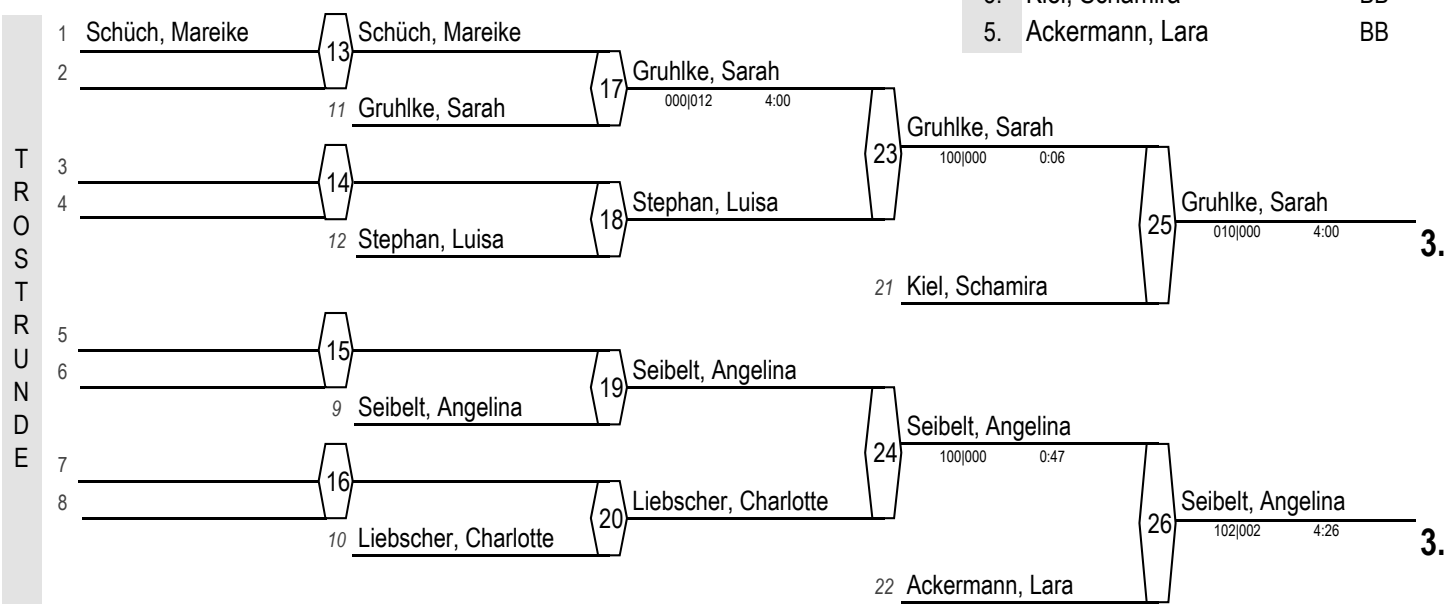 5. Kiel, Schamira BB
5. Ackermann, Lara BB
TROSTRUNDE
1 Schüch, Mareike
2
13 Schüch, Mareike
11 Gruhlke, Sarah
17 Gruhlke, Sarah
000|012 4:00
3
4
14
12 Stephan, Luisa
18 Stephan, Luisa
23 Gruhlke, Sarah
100|000 0:06
21 Kiel, Schamira
25 Gruhlke, Sarah
010|000 4:00
3.
5
6
15
9 Seibelt, Angelina
19 Seibelt, Angelina
7
8
16
10 Liebscher, Charlotte
20 Liebscher, Charlotte
24 Seibelt, Angelina
100|000 0:47
22 Ackermann, Lara
26 Seibelt, Angelina
102|002 4:26
3.